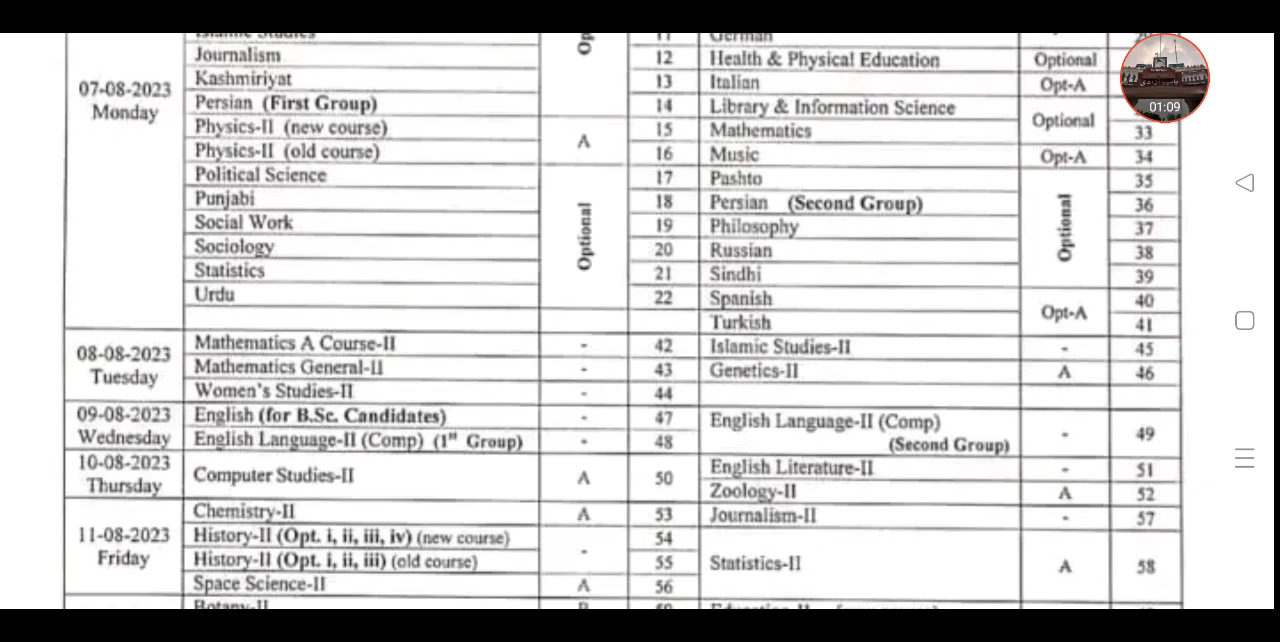 07-08-2023
Monday
Islamic Studies
Journalism
Kashmiriyat
Persian (First Group)
Physics-II (new course)
Physics-II (old course)
Political Science
Punjabi
Social Work
Sociology
Statistics
Urdu
A
Optional
11
12
13
14
15
16
17
18
19
20
21
22
German
Health & Physical Education
Italian
Library & Information Science
Mathematics
Music
Pashto
Persian (Second Group)
Philosophy
Russian
Sindhi
Spanish
Turkish
Optional
Opt-A
Optional
Opt-A
Optional
Opt-A
33
34
35
36
37
38
39
40
41
01:09
08-08-2023
Tuesday
Mathematics A Course-II - 42 Islamic Studies-II - 45
Mathematics General-II - 43 Genetics-II A 46
Women's Studies-II - 44
09-08-2023
Wednesday
English (for B.Sc. Candidates) - 47
English Language-II (Comp) (1st Group) - 48
English Language-II (Comp)
(Second Group) - 49
10-08-2023
Thursday
Computer Studies-II A 50
English Literature-II - 51
Zoology-II A 52
11-08-2023
Friday
Chemistry-II A 53 Journalism-II - 57
History-II (Opt. i, ii, iii, iv) (new course) - 54
History-II (Opt. i, ii, iii) (old course) 55
Space Science-II A 56
Statistics-II A 58
Botany-II